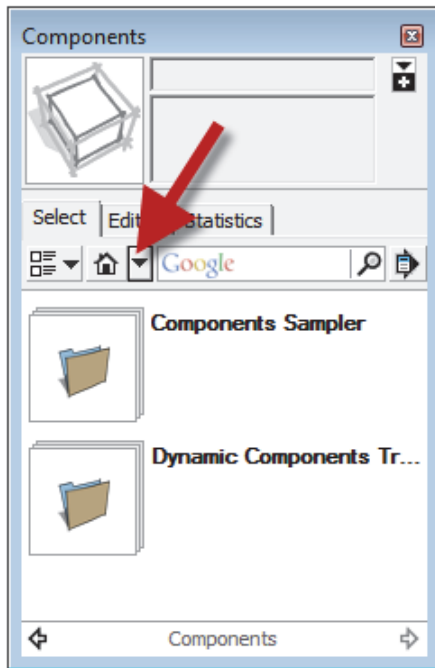 Components
Select Edit Statistics
Google
Components Sampler
Dynamic Components Tr...
Components